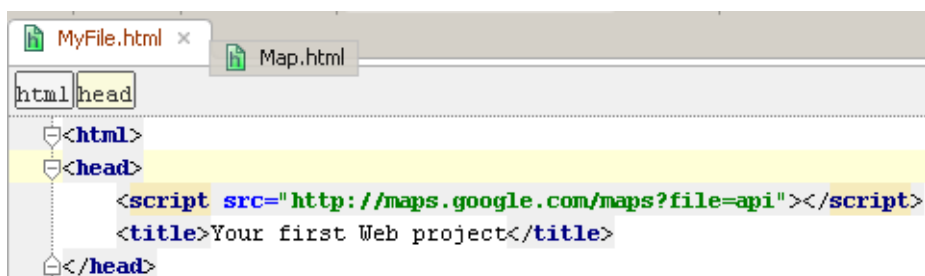 MyFile.html
Map.html
html head
<html>
<head>
<script src="http://maps.google.com/maps?file=api"></script>
<title>Your first Web project</title>
</head>